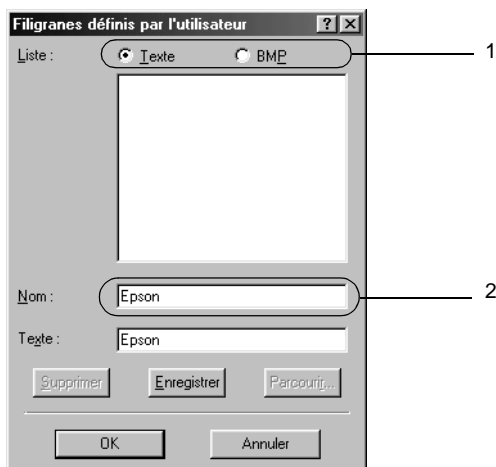 Filigranes définis par l'utilisateur ? ×
Liste : Texte BMP 1
Nom : Epson 2
Texte : Epson
Supprimer Enregistrer Parcourir...
OK Annuler